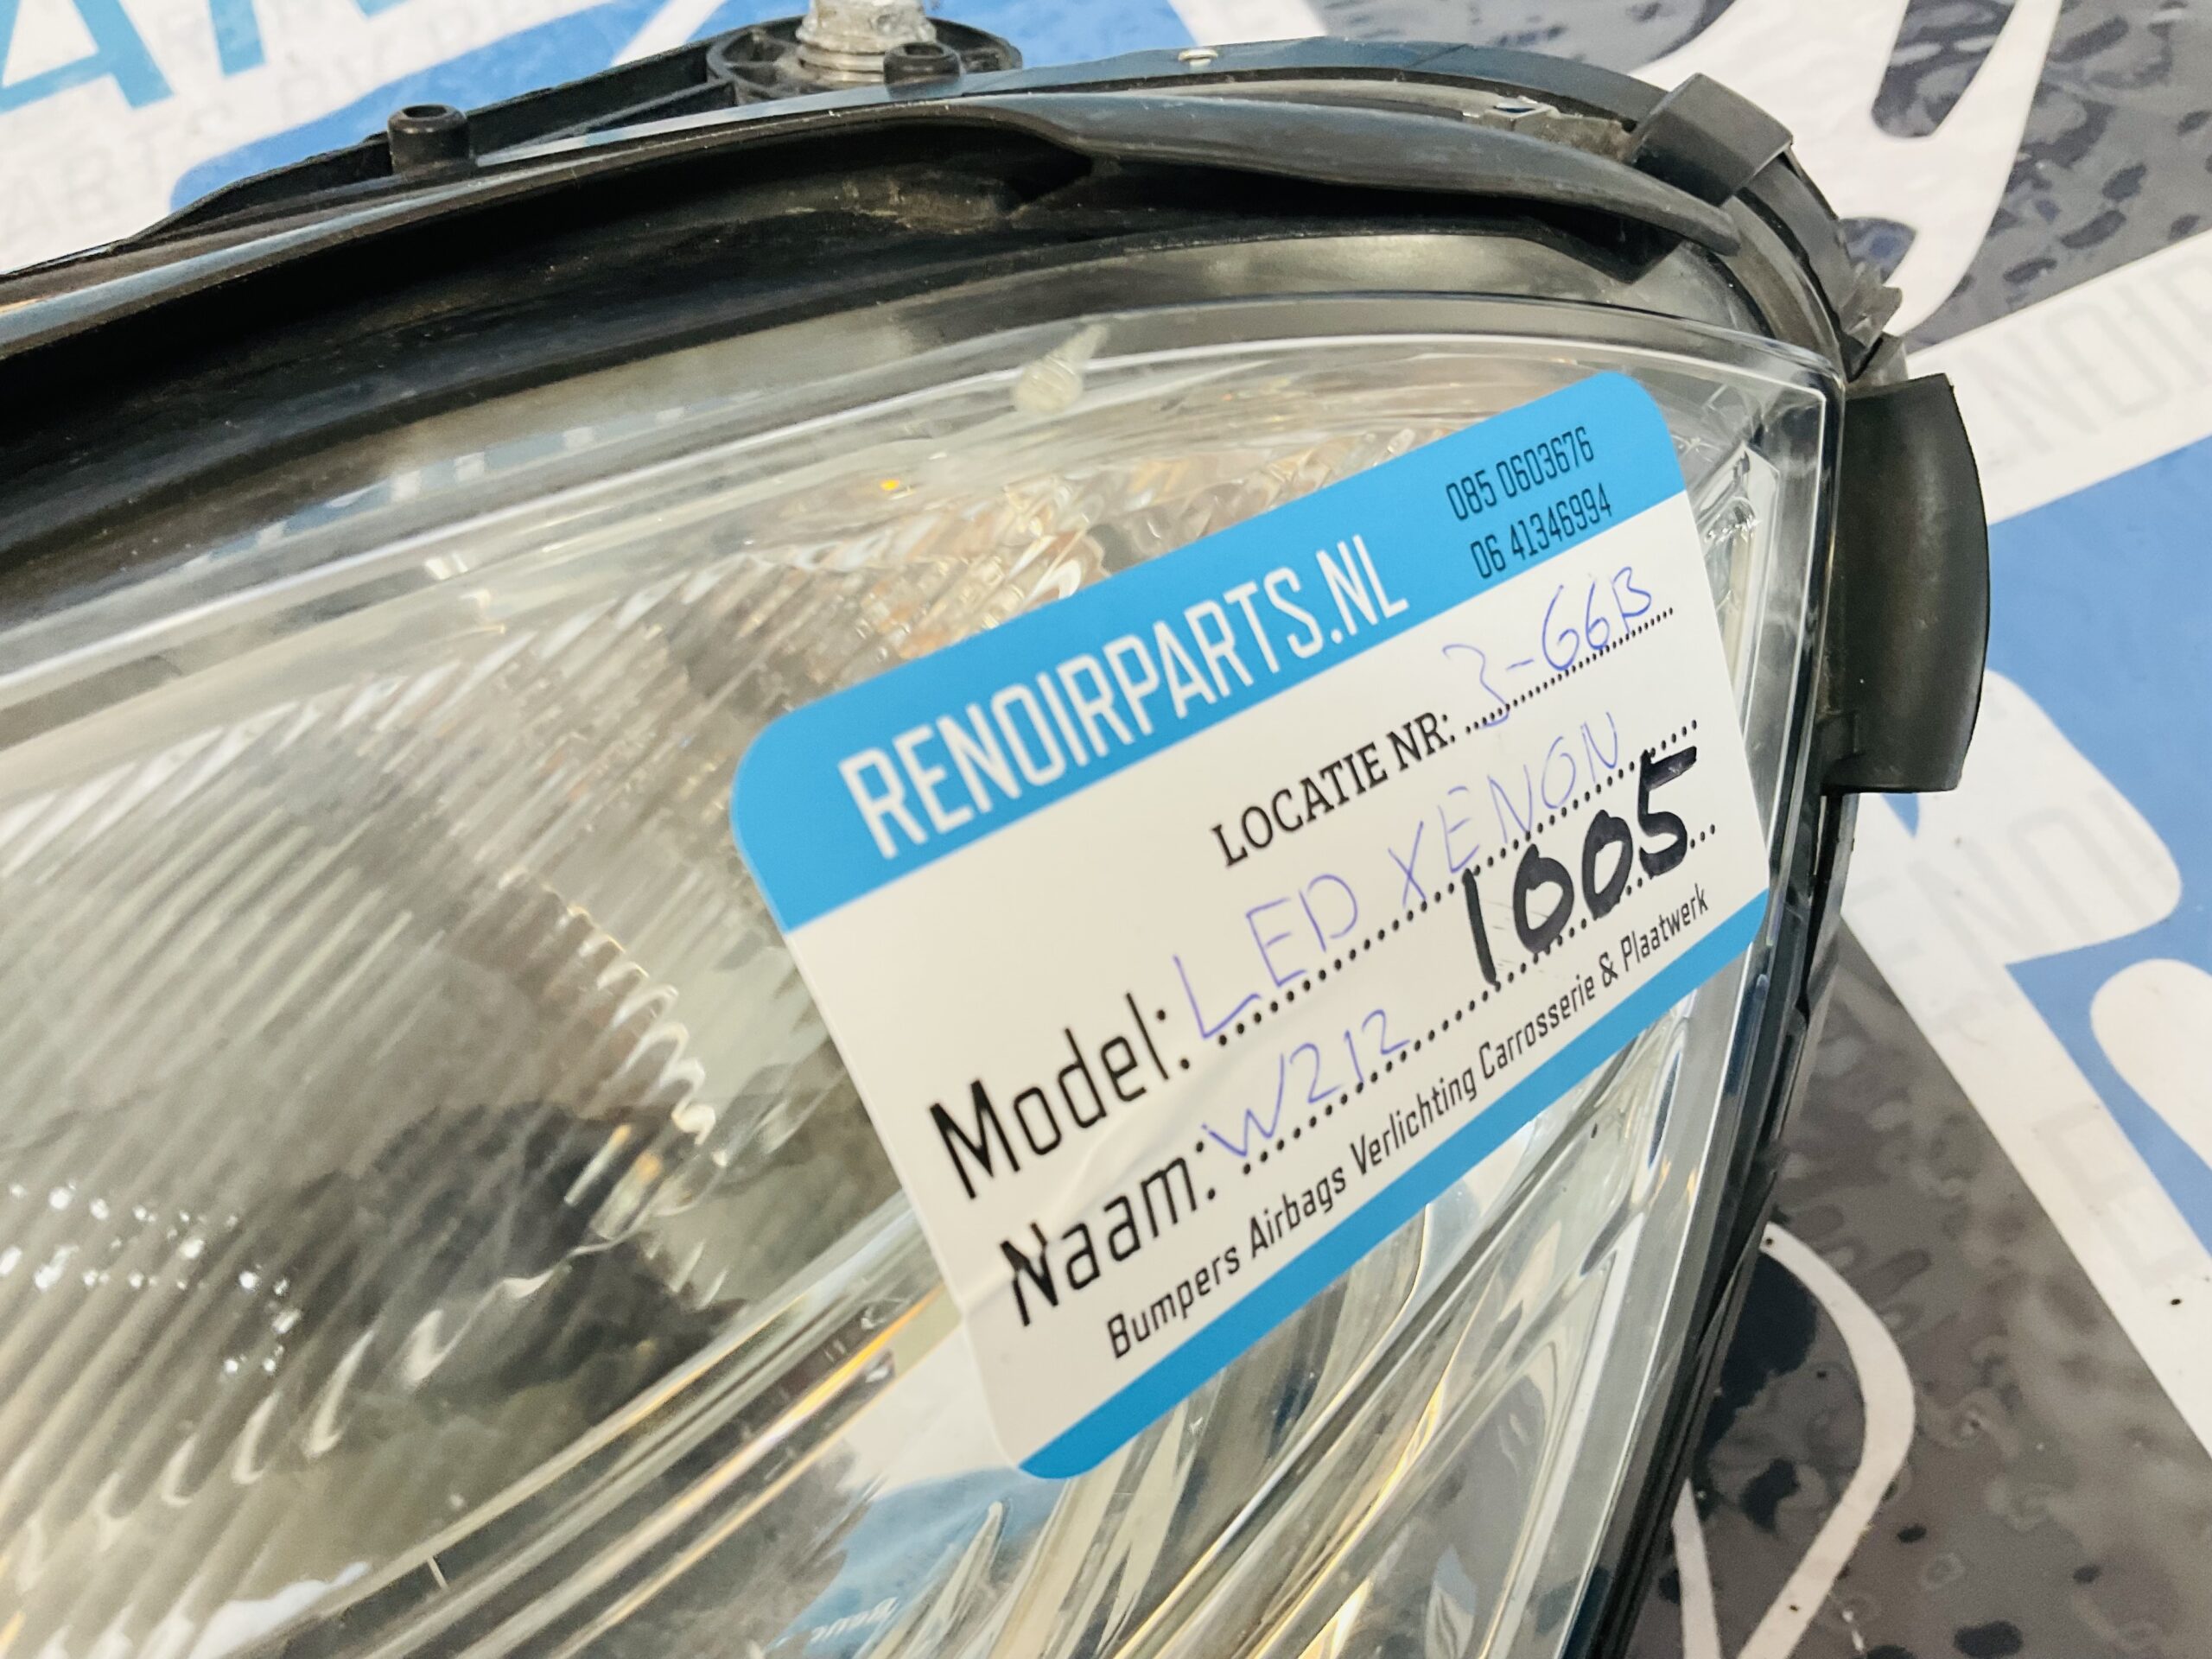 RENOIRPARTS.NL
085 0603676
06 41346994
LOCATIE NR: 3-66B
Model: LED XENON
Naam: W212 1005
Bumpers Airbags Verlichting Carrosserie & Plaatwerk